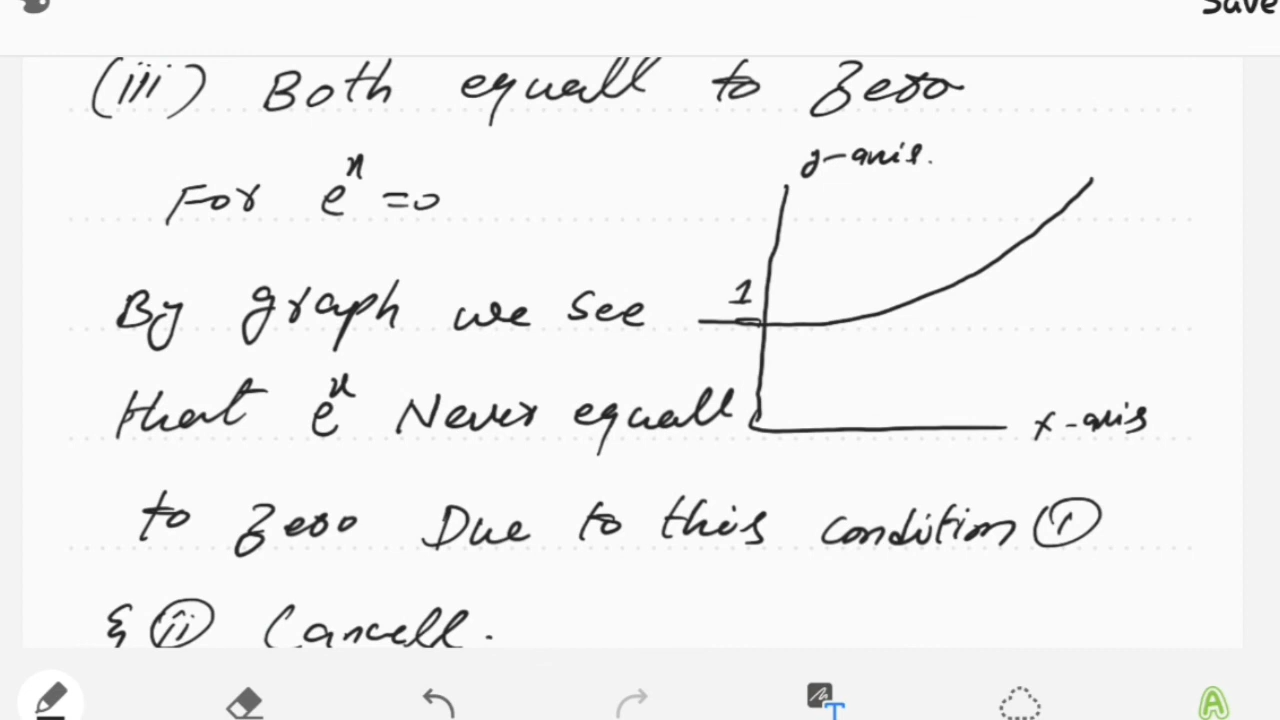 Save
(iii) Both equall to Zero
y-axis.
For e^x =0
1
By graph we see
that e^x Never equall
x-axis
to Zero Due to this condition (i)
& (ii) Cancell.
T
A